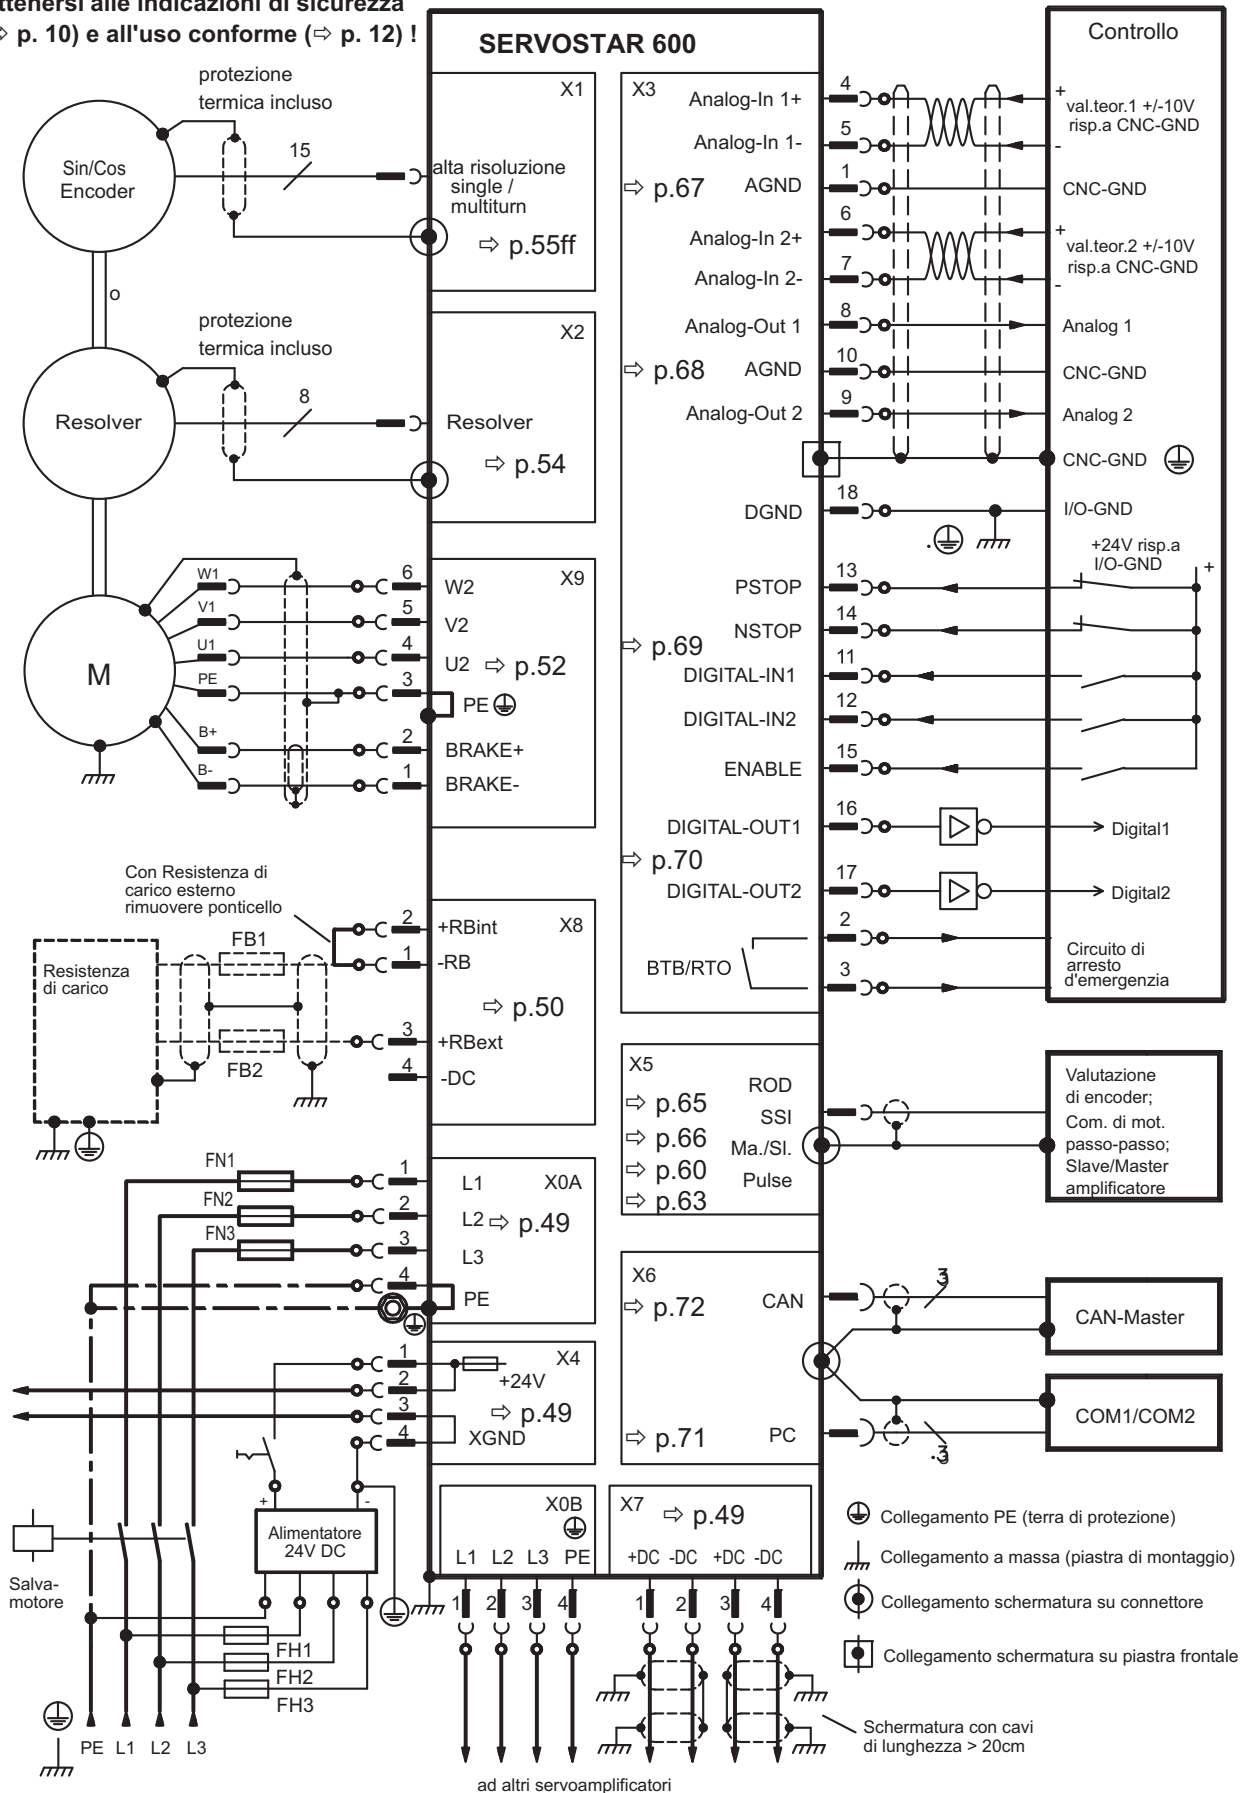 ttenersi alle indicazioni di sicurezza
⇨ p. 10) e all'uso conforme (⇨ p. 12) !
SERVOSTAR 600
Controllo
protezione
termica incluso
Sin/Cos
Encoder
15
X1
alta risoluzione
single /
multiturn
⇨ p.55ff
o
protezione
termica incluso
Resolver
8
X2
Resolver
⇨ p.54
M
W1
V1
U1
PE
B+
B-
6
5
4
3
2
1
X9
W2
V2
U2 ⇨ p.52
PE
BRAKE+
BRAKE-
Con Resistenza di
carico esterno
rimuovere ponticello
Resistenza
di carico
FB1
FB2
2
1
3
4
X8
+RBint
-RB
⇨ p.50
+RBext
-DC
FN1
FN2
FN3
1
2
3
4
X0A
L1
L2 ⇨ p.49
L3
PE
1
2
3
4
X4
+24V
⇨ p.49
XGND
+ -
Alimentatore
24V DC
Salva-
motore
FH1
FH2
FH3
PE L1 L2 L3
X0B
L1 L2 L3 PE
1 2 3 4
X7
⇨ p.49
+DC -DC +DC -DC
1 2 3 4
ad altri servoamplificatori
X3
Analog-In 1+ 4
+
val.teor.1 +/-10V
risp.a CNC-GND
Analog-In 1- 5
-
⇨ p.67
AGND 1 CNC-GND
Analog-In 2+ 6
+
val.teor.2 +/-10V
risp.a CNC-GND
Analog-In 2- 7
-
Analog-Out 1 8 Analog 1
⇨ p.68
AGND 10 CNC-GND
Analog-Out 2 9 Analog 2
CNC-GND
DGND 18 I/O-GND
+24V risp.a
I/O-GND
+
PSTOP 13
NSTOP 14
⇨ p.69
DIGITAL-IN1 11
DIGITAL-IN2 12
ENABLE 15
DIGITAL-OUT1 16 Digital1
⇨ p.70
DIGITAL-OUT2 17 Digital2
BTB/RTO
2
3
Circuito di
arresto
d'emergenzia
X5
⇨ p.65
⇨ p.66
⇨ p.60
⇨ p.63
ROD
SSI
Ma./Sl.
Pulse
Valutazione
di encoder;
Com. di mot.
passo-passo;
Slave/Master
amplificatore
X6
⇨ p.72
CAN
3
CAN-Master
⇨ p.71
PC
3
COM1/COM2
Collegamento PE (terra di protezione)
Collegamento a massa (piastra di montaggio)
Collegamento schermatura su connettore
Collegamento schermatura su piastra frontale
Schermatura con cavi
di lunghezza > 20cm